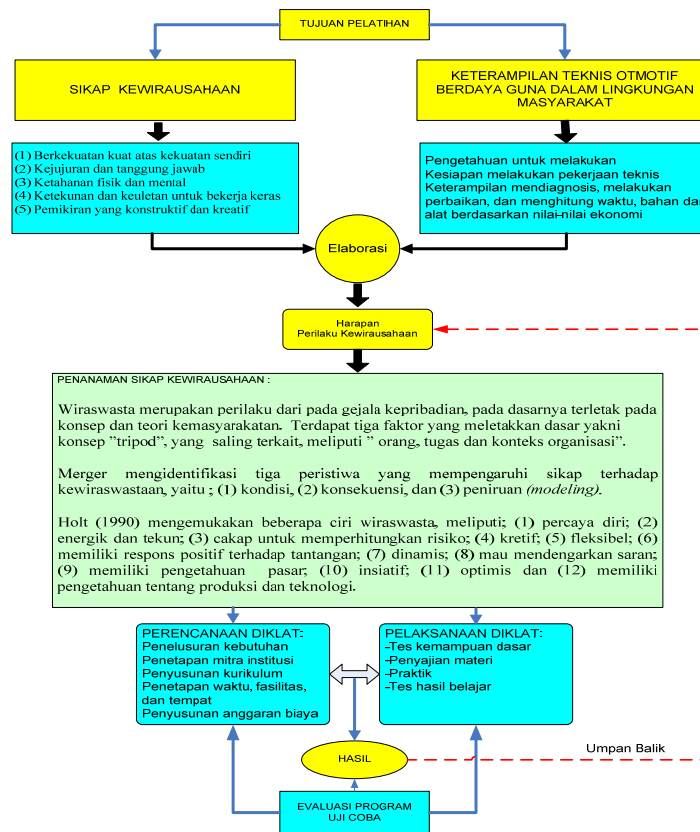 TUJUAN PELATIHAN
SIKAP KEWIRAUSAHAAN
KETERAMPILAN TEKNIS OTMOTIF
BERDAYA GUNA DALAM LINGKUNGAN
MASYARAKAT
(1) Berkekuatan kuat atas kekuatan sendiri
(2) Kejujuran dan tanggung jawab
(3) Ketahanan fisik dan mental
(4) Ketekunan dan keuletan untuk bekerja keras
(5) Pemikiran yang konstruktif dan kreatif
Pengetahuan untuk melakukan
Kesiapan melakukan pekerjaan teknis
Keterampilan mendiagnosis, melakukan
perbaikan, dan menghitung waktu, bahan da
alat berdasarkan nilai-nilai ekonomi
Elaborasi
Harapan
Perilaku Kewirausahaan
PENANAMAN SIKAP KEWIRAUSAHAAN :
Wiraswasta merupakan perilaku dari pada gejala kepribadian, pada dasarnya terletak pada
konsep dan teori kemasyarakatan. Terdapat tiga faktor yang meletakkan dasar yakni
konsep "tripod", yang saling terkait, meliputi " orang, tugas dan konteks organisasi".
Merger mengidentifikasi tiga peristiwa yang mempengaruhi sikap terhadap
kewiraswastaan, yaitu ; (1) kondisi, (2) konsekuensi, dan (3) peniruan (modeling).
Holt (1990) mengemukakan beberapa ciri wiraswasta, meliputi; (1) percaya diri; (2)
energik dan tekun; (3) cakap untuk memperhitungkan risiko; (4) kretif; (5) fleksibel; (6)
memiliki respons positif terhadap tantangan; (7) dinamis; (8) mau mendengarkan saran;
(9) memiliki pengetahuan pasar; (10) insiatif; (11) optimis dan (12) memiliki
pengetahuan tentang produksi dan teknologi.
PERENCANAAN DIKLAT:
Penelusuran kebutuhan
Penetapan mitra institusi
Penyusunan kurikulum
Penetapan waktu, fasilitas,
dan tempat
Penyusunan anggaran biaya
PELAKSANAAN DIKLAT:
-Tes kemampuan dasar
-Penyajian materi
-Praktik
-Tes hasil belajar
HASIL
Umpan Balik
EVALUASI PROGRAM
UJI COBA